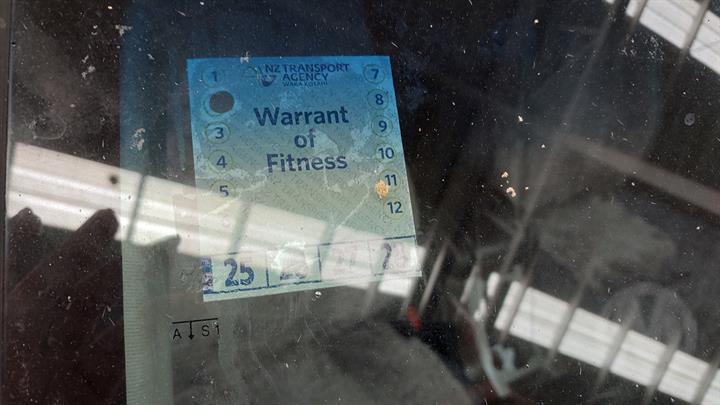 NZ TRANSPORT
AGENCY
WAKA KOTAHI
1
3
4
5
7
8
9
10
11
12
Warrant
of
Fitness
25
A S1